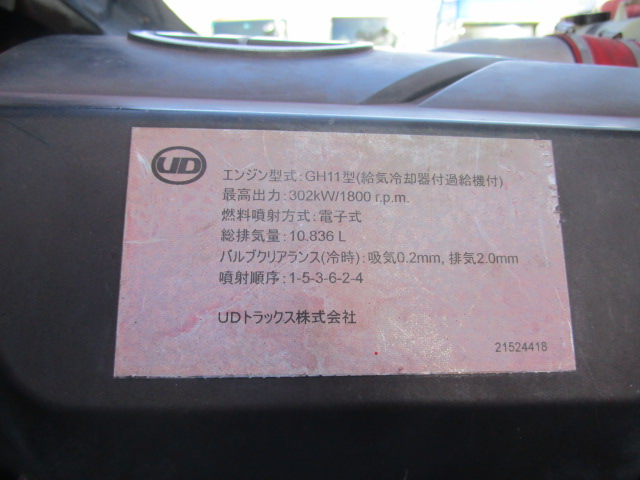 UD
エンジン型式:GH11型(給気冷却器付過給機付)
最高出力:302kW/1800 r.p.m.
燃料噴射方式:電子式
総排気量:10.836 L
バルブクリアランス(冷時):吸気0.2mm, 排気2.0mm
噴射順序:1-5-3-6-2-4
UDトラックス株式会社
21524418